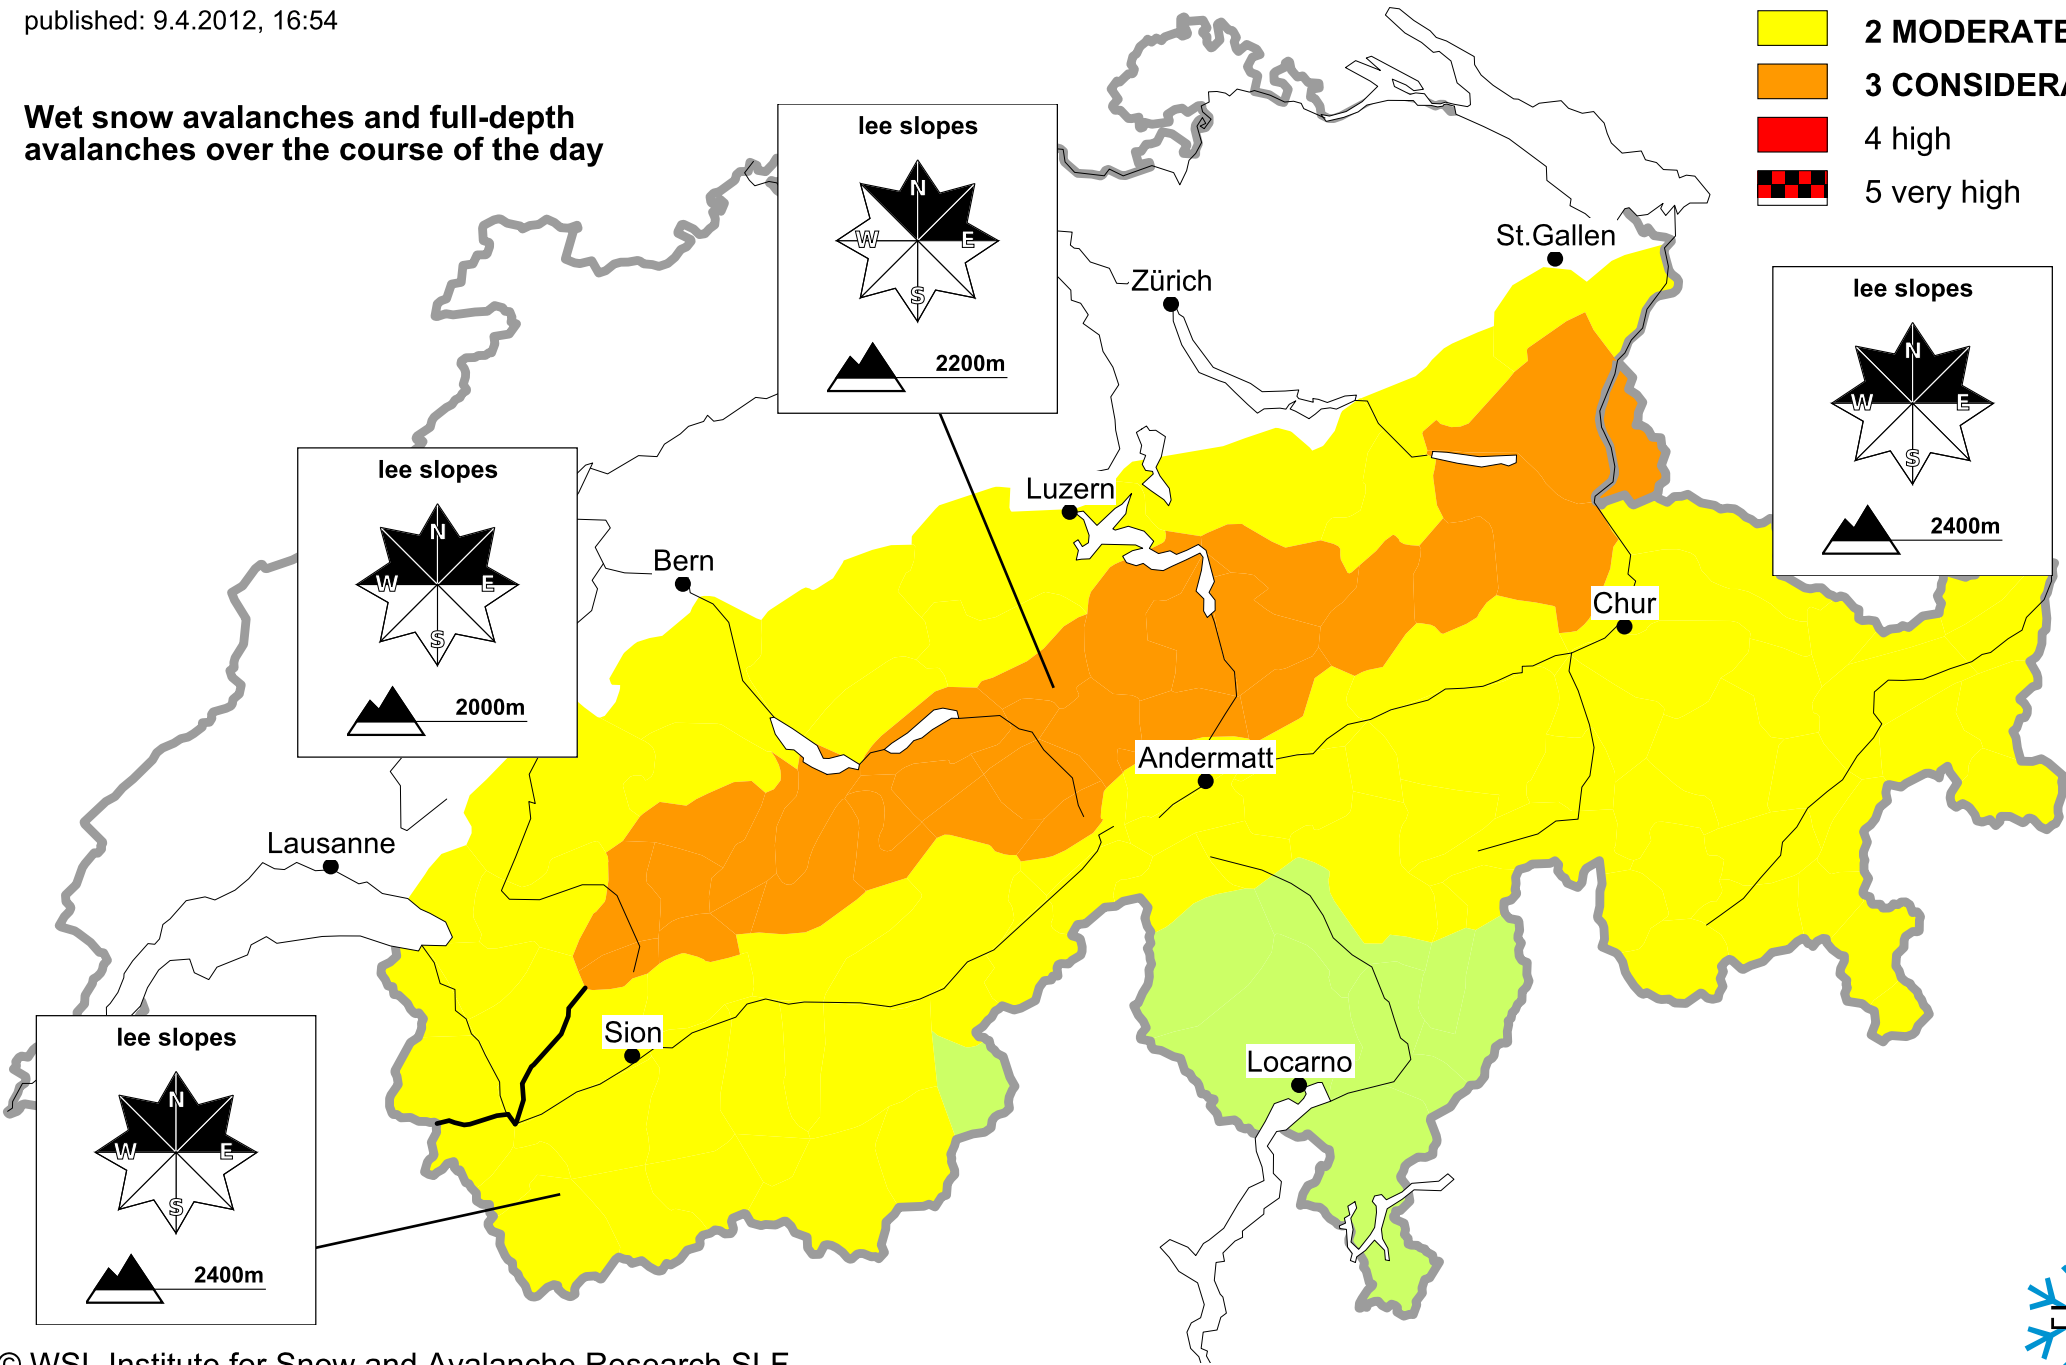 published: 9.4.2012, 16:54
Wet snow avalanches and full-depth
avalanches over the course of the day
2 MODERATE
3 CONSIDERA
4 high
5 very high
lee slopes
N
W E
S
2200m
lee slopes
N
W E
S
2400m
lee slopes
N
W E
S
2000m
lee slopes
N
W E
S
2400m
St.Gallen
Zürich
Luzern
Bern
Chur
Andermatt
Lausanne
Sion
Locarno
© WSL Institute for Snow and Avalanche Research SLF